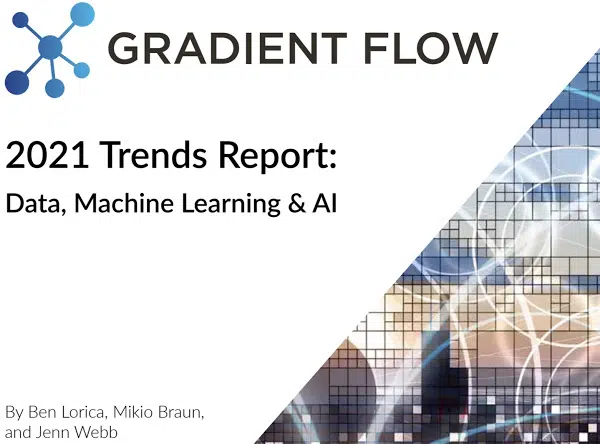 GRADIENT FLOW
2021 Trends Report:
Data, Machine Learning & AI
By Ben Lorica, Mikio Braun,
and Jenn Webb